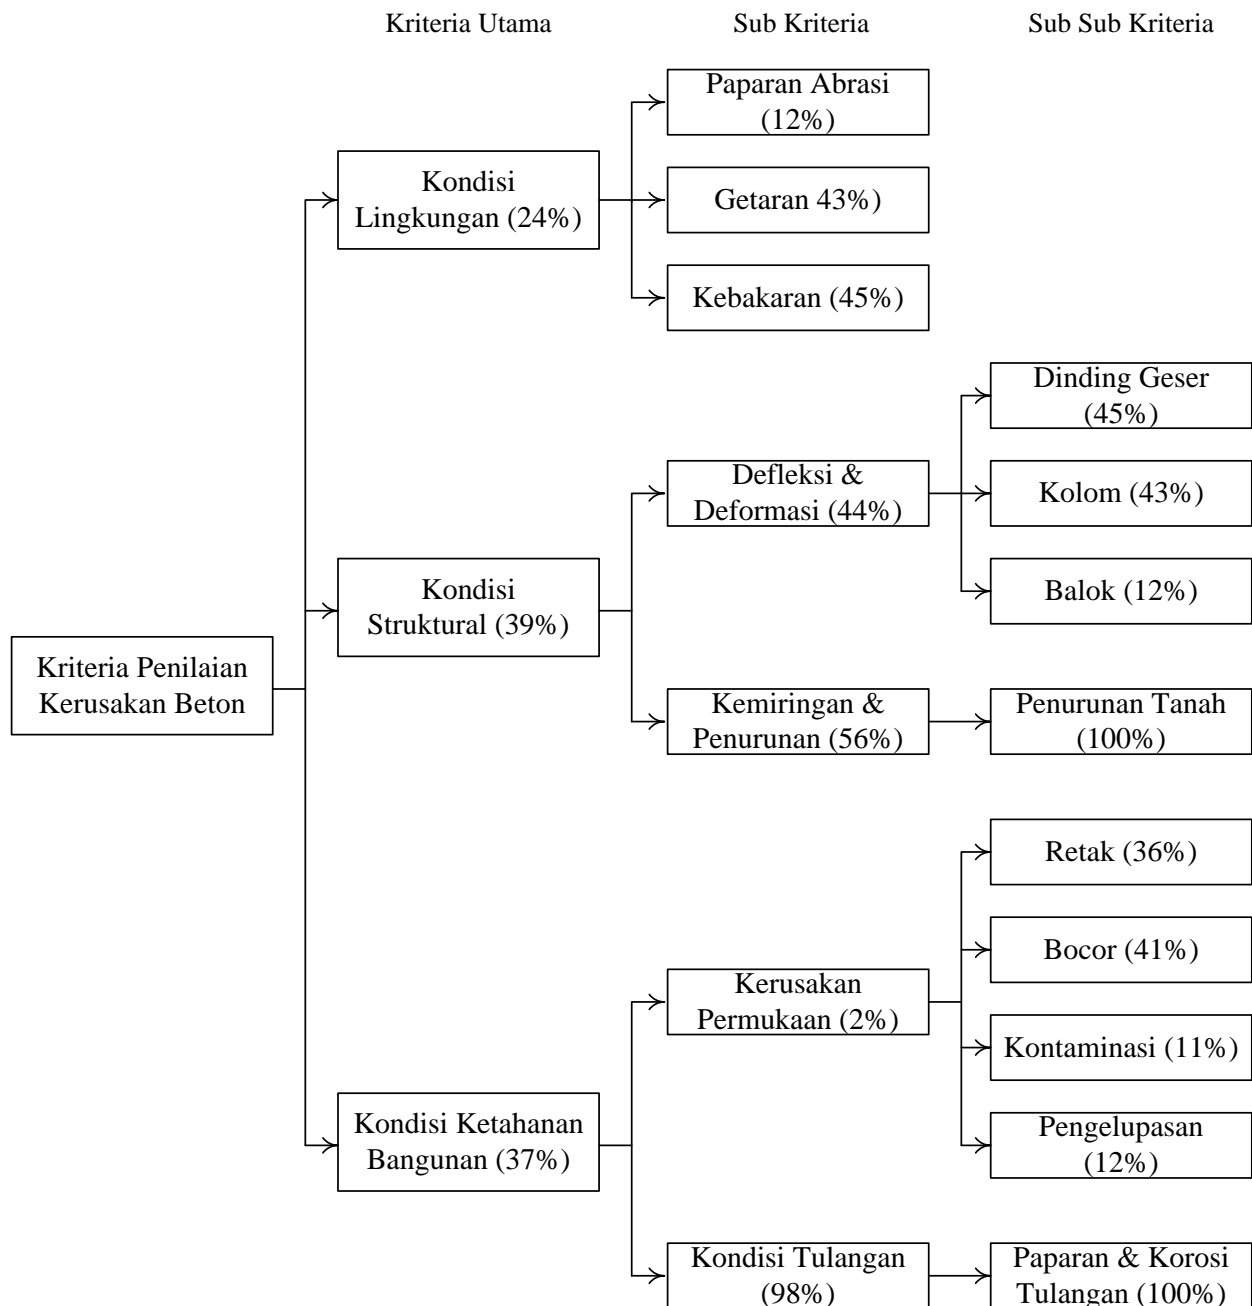 Kriteria Utama
Sub Kriteria
Sub Sub Kriteria
Kriteria Penilaian
Kerusakan Beton
Kondisi
Lingkungan (24%)
Paparan Abrasi
(12%)
Getaran 43%)
Kebakaran (45%)
Kondisi
Struktural (39%)
Defleksi &
Deformasi (44%)
Dinding Geser
(45%)
Kolom (43%)
Balok (12%)
Kemiringan &
Penurunan (56%)
Penurunan Tanah
(100%)
Kondisi Ketahanan
Bangunan (37%)
Kerusakan
Permukaan (2%)
Retak (36%)
Bocor (41%)
Kontaminasi (11%)
Pengelupasan
(12%)
Kondisi Tulangan
(98%)
Paparan & Korosi
Tulangan (100%)